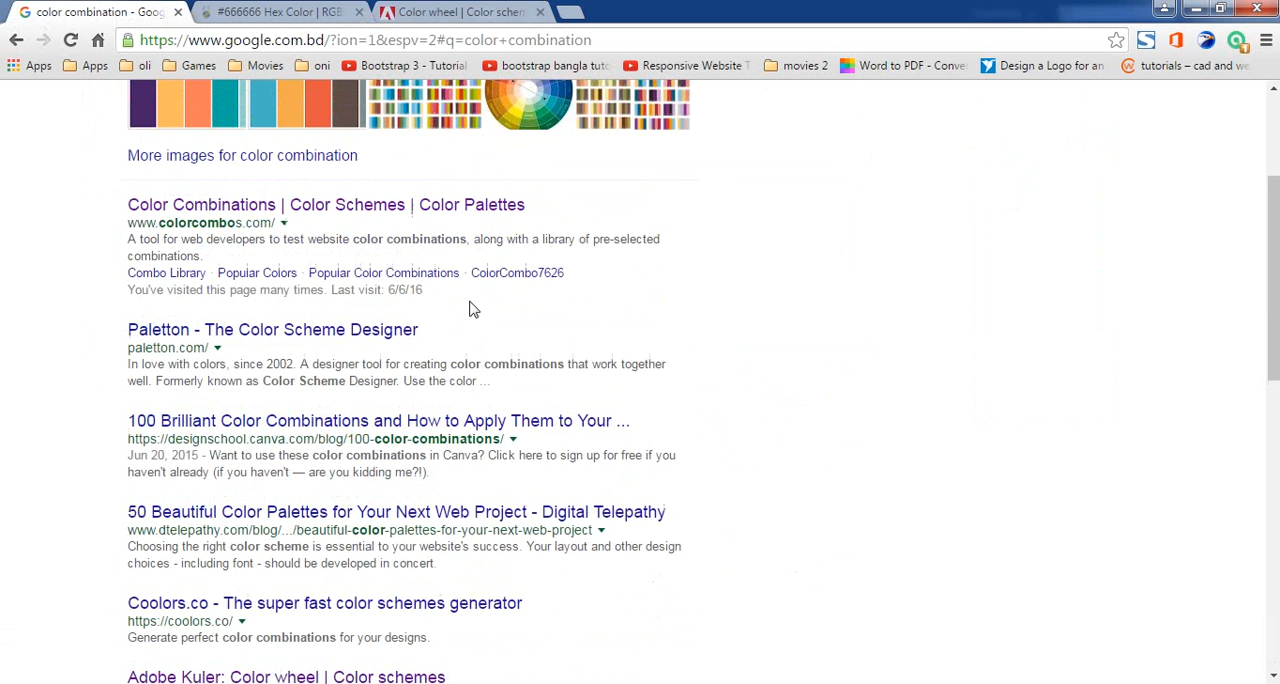 color combination - Goog
#666666 Hex Color | RGB
Color wheel | Color schem
https://www.google.com.bd/?ion=1&espv=2#q=color+combination
Apps Apps oli Games Movies oni Bootstrap 3 - Tutorial bootstrap bangla tuto Responsive Website T movies 2 Word to PDF - Conve Design a Logo for an tutorials – cad and we
More images for color combination
Color Combinations | Color Schemes | Color Palettes
www.colorcombos.com/
A tool for web developers to test website color combinations, along with a library of pre-selected
combinations.
Combo Library · Popular Colors · Popular Color Combinations · ColorCombo7626
You've visited this page many times. Last visit: 6/6/16
Paletton - The Color Scheme Designer
paletton.com/
In love with colors, since 2002. A designer tool for creating color combinations that work together
well. Formerly known as Color Scheme Designer. Use the color ...
100 Brilliant Color Combinations and How to Apply Them to Your ...
https://designschool.canva.com/blog/100-color-combinations/
Jun 20, 2015 - Want to use these color combinations in Canva? Click here to sign up for free if you
haven't already (if you haven't — are you kidding me?!).
50 Beautiful Color Palettes for Your Next Web Project - Digital Telepathy
www.dtelepathy.com/blog/.../beautiful-color-palettes-for-your-next-web-project
Choosing the right color scheme is essential to your website's success. Your layout and other design
choices - including font - should be developed in concert.
Coolors.co - The super fast color schemes generator
https://coolors.co/
Generate perfect color combinations for your designs.
Adobe Kuler: Color wheel | Color schemes